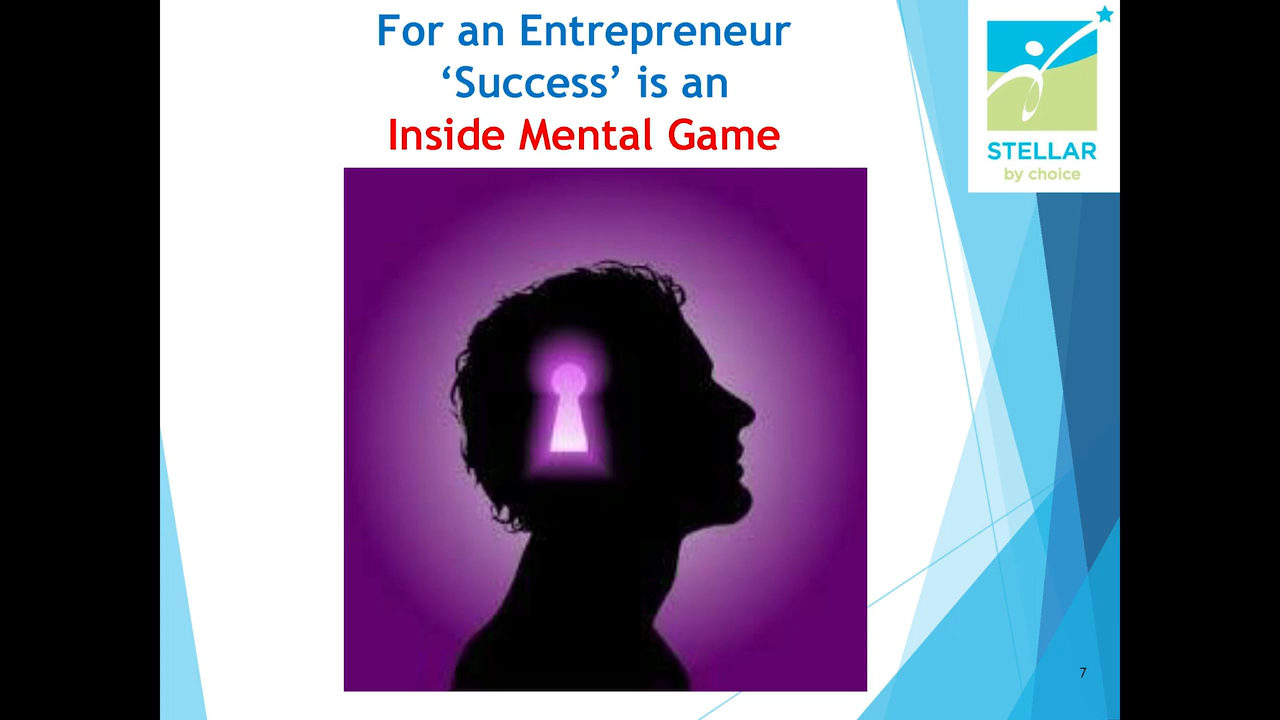 For an Entrepreneur
‘Success’ is an
Inside Mental Game
STELLAR
by choice
7